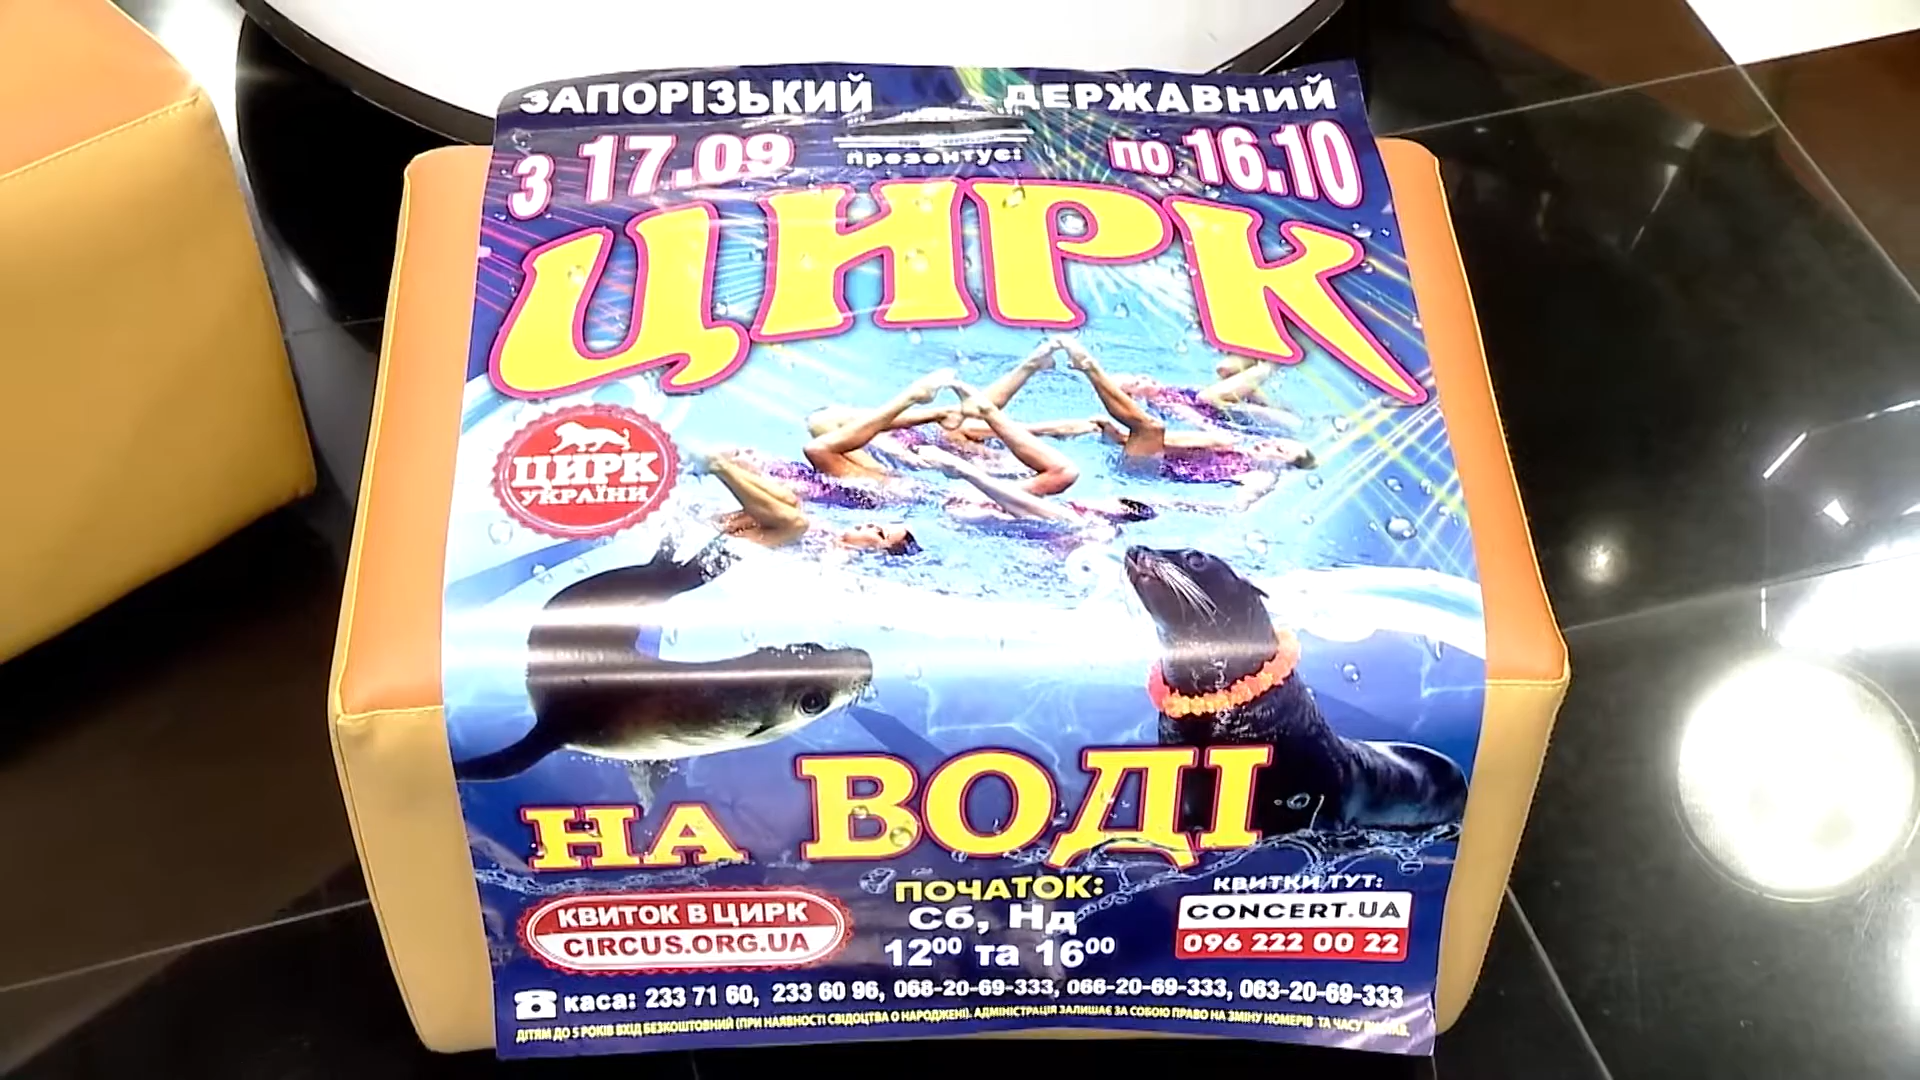 ЗАПОРІЗЬКИЙ ДЕРЖАВНИЙ
презентує:
З 17.09 по 16.10
ЦИРК
ЦИРК
УКРАЇНИ
НА ВОДІ
КВИТОК В ЦИРК
CIRCUS.ORG.UA
ПОЧАТОК:
Сб, Нд
12⁰⁰ та 16⁰⁰
КВИТКИ ТУТ:
CONCERT.UA
096 222 00 22
каса: 233 71 60, 233 60 96, 068-20-69-333, 066-20-69-333, 063-20-69-333
ДІТЯМ ДО 5 РОКІВ ВХІД БЕЗКОШТОВНИЙ (ПРИ НАЯВНОСТІ СВІДОЦТВА О НАРОДЖЕНІ). АДМІНІСТРАЦІЯ ЗАЛИШАЄ ЗА СОБОЮ ПРАВО НА ЗМІНУ НОМЕРІВ ТА ЧАСУ